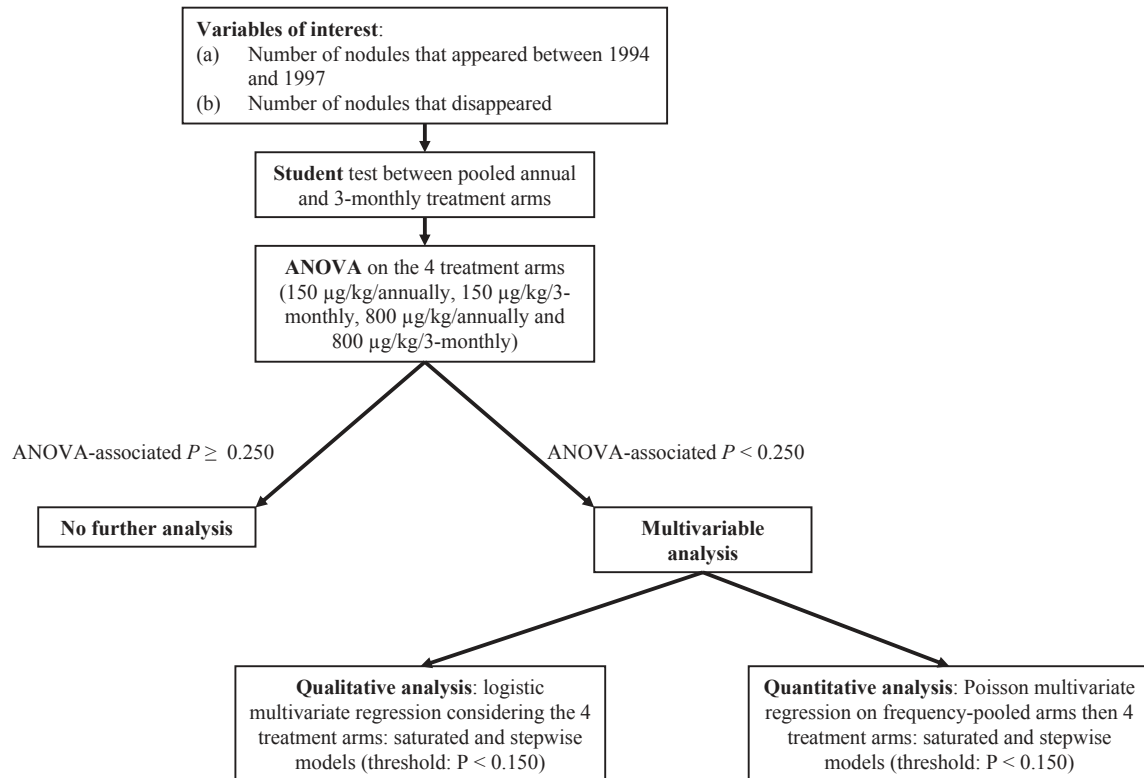 Variables of interest:
(a) Number of nodules that appeared between 1994
and 1997
(b) Number of nodules that disappeared
Student test between pooled annual
and 3-monthly treatment arms
ANOVA on the 4 treatment arms
(150 µg/kg/annually, 150 µg/kg/3-
monthly, 800 µg/kg/annually and
800 µg/kg/3-monthly)
ANOVA-associated P ≥ 0.250
ANOVA-associated P < 0.250
No further analysis
Multivariable
analysis
Qualitative analysis: logistic
multivariate regression considering the 4
treatment arms: saturated and stepwise
models (threshold: P < 0.150)
Quantitative analysis: Poisson multivariate
regression on frequency-pooled arms then 4
treatment arms: saturated and stepwise
models (threshold: P < 0.150)